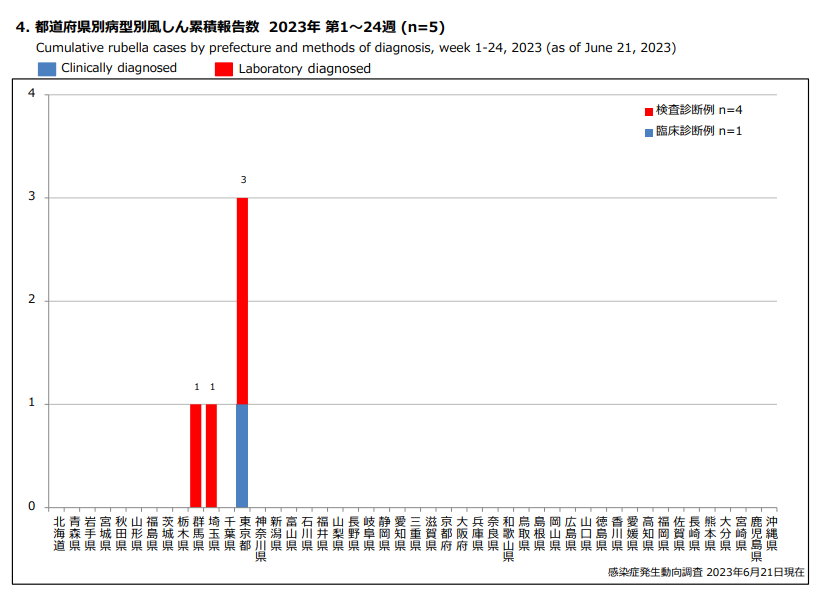 4. 都道府県別病型別風しん累積報告数 2023年 第1～24週 (n=5)
Cumulative rubella cases by prefecture and methods of diagnosis, week 1-24, 2023 (as of June 21, 2023)
Clinically diagnosed Laboratory diagnosed
4
検査診断例 n=4
臨床診断例 n=1
3
3
2
1 1
1
0
北海道 青森県 岩手県 宮城県 秋田県 山形県 福島県 茨城県 栃木県 群馬県 埼玉県 千葉県 東京都 神奈川県 新潟県 富山県 石川県 福井県 山梨県 長野県 岐阜県 静岡県 愛知県 三重県 滋賀県 京都府 大阪府 兵庫県 奈良県 和歌山県 鳥取県 島根県 岡山県 広島県 山口県 徳島県 香川県 愛媛県 高知県 福岡県 佐賀県 長崎県 熊本県 大分県 宮崎県 鹿児島県 沖縄県
感染症発生動向調査 2023年6月21日現在